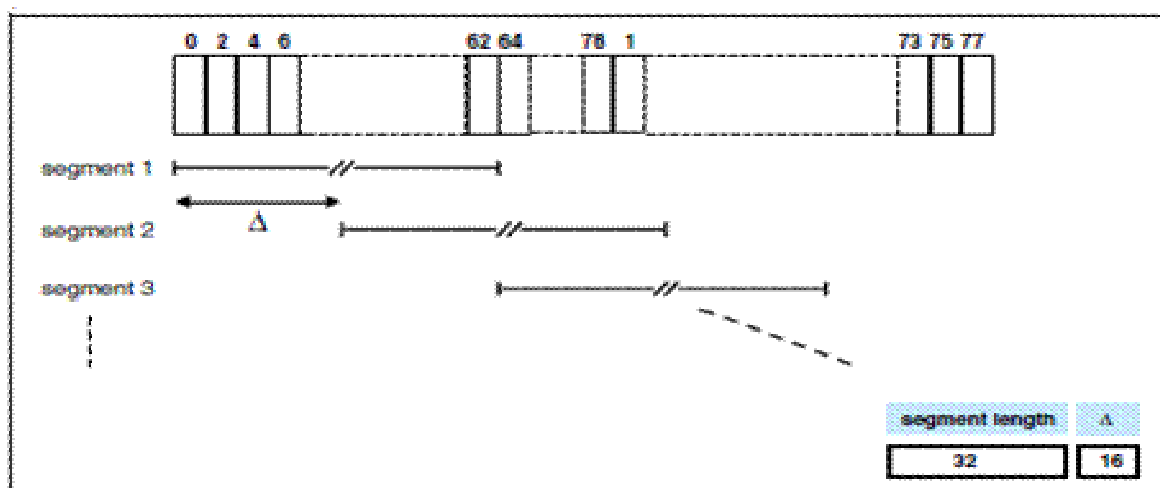 0 2 4 6 62 64 78 1 73 75 77
segment 1
Δ
segment 2
segment 3
segment length Δ
32 16